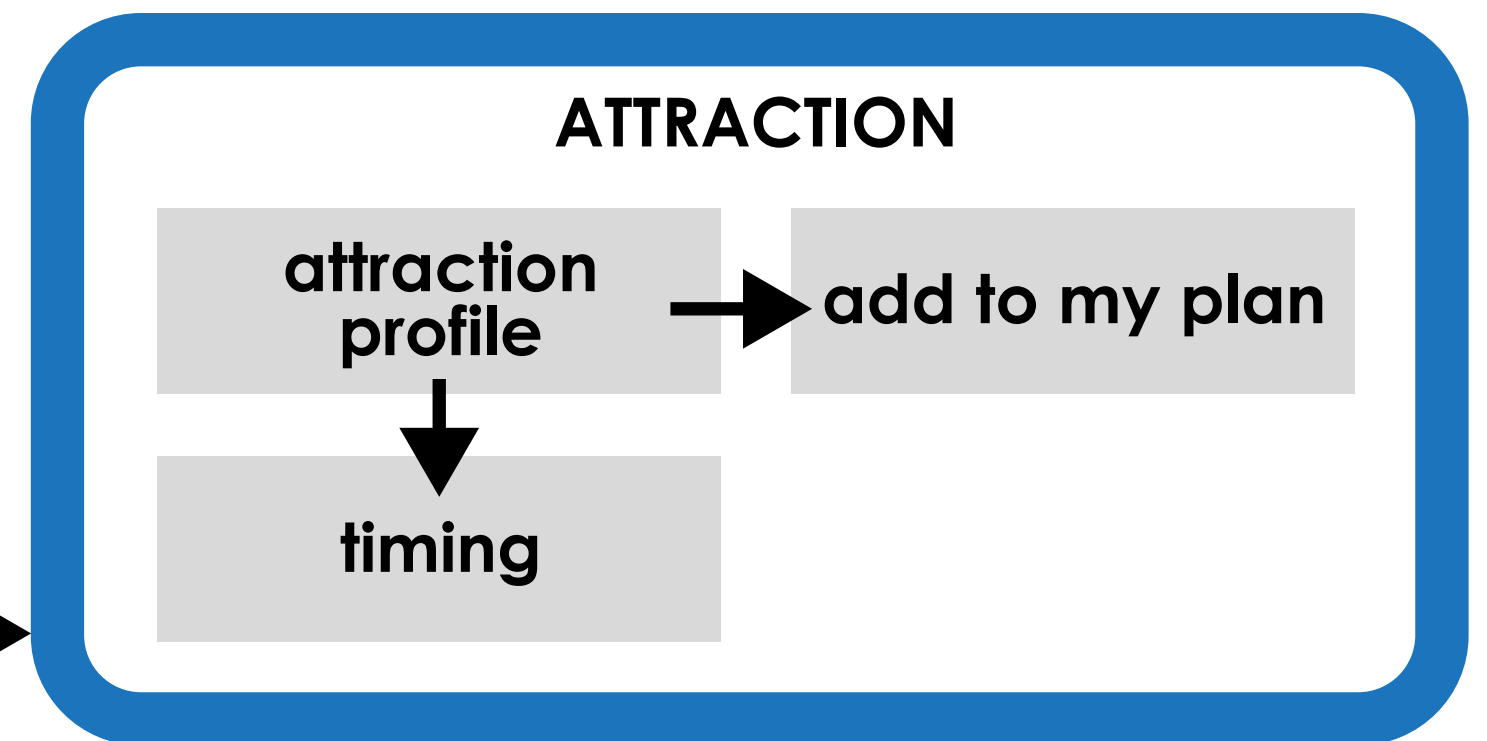 ATTRACTION
attraction
profile
add to my plan
timing